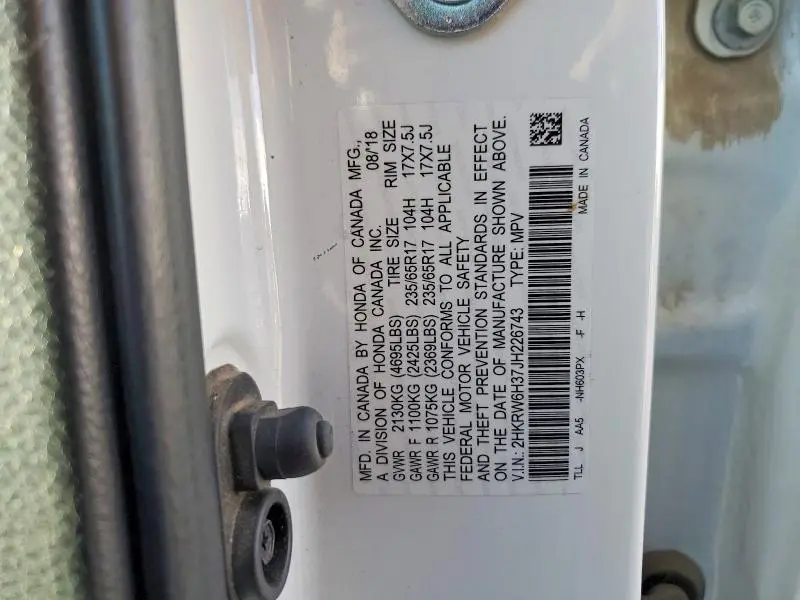 MFD. IN CANADA BY HONDA OF CANADA MFG.,
A DIVISION OF HONDA CANADA INC. 08/'18
GVWR 2130KG (4695LBS) TIRE SIZE RIM SIZE
GAWR F 1100KG (2425LBS) 235/65R17 104H 17X7.5J
GAWR R 1075KG (2369LBS) 235/65R17 104H 17X7.5J
THIS VEHICLE CONFORMS TO ALL APPLICABLE
FEDERAL MOTOR VEHICLE SAFETY
AND THEFT PREVENTION STANDARDS IN EFFECT
ON THE DATE OF MANUFACTURE SHOWN ABOVE.
V.I.N.: 2HKRW6H37JH226743 TYPE: MPV
TLL J AA5 -NH603PX -F -H MADE IN CANADA